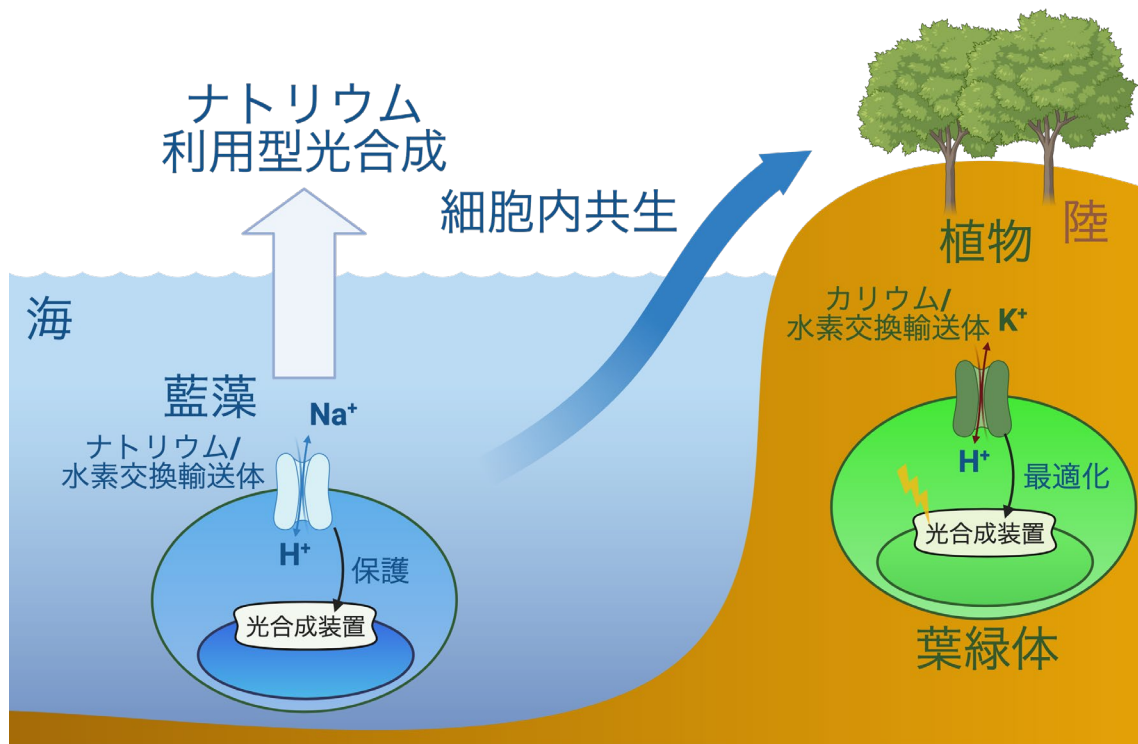 ナトリウム
利用型光合成
細胞内共生
海
藍藻
Na⁺
ナトリウム/
水素交換輸送体
H⁺
保護
光合成装置
陸
植物
カリウム/
水素交換輸送体
K⁺
H⁺
最適化
光合成装置
葉緑体